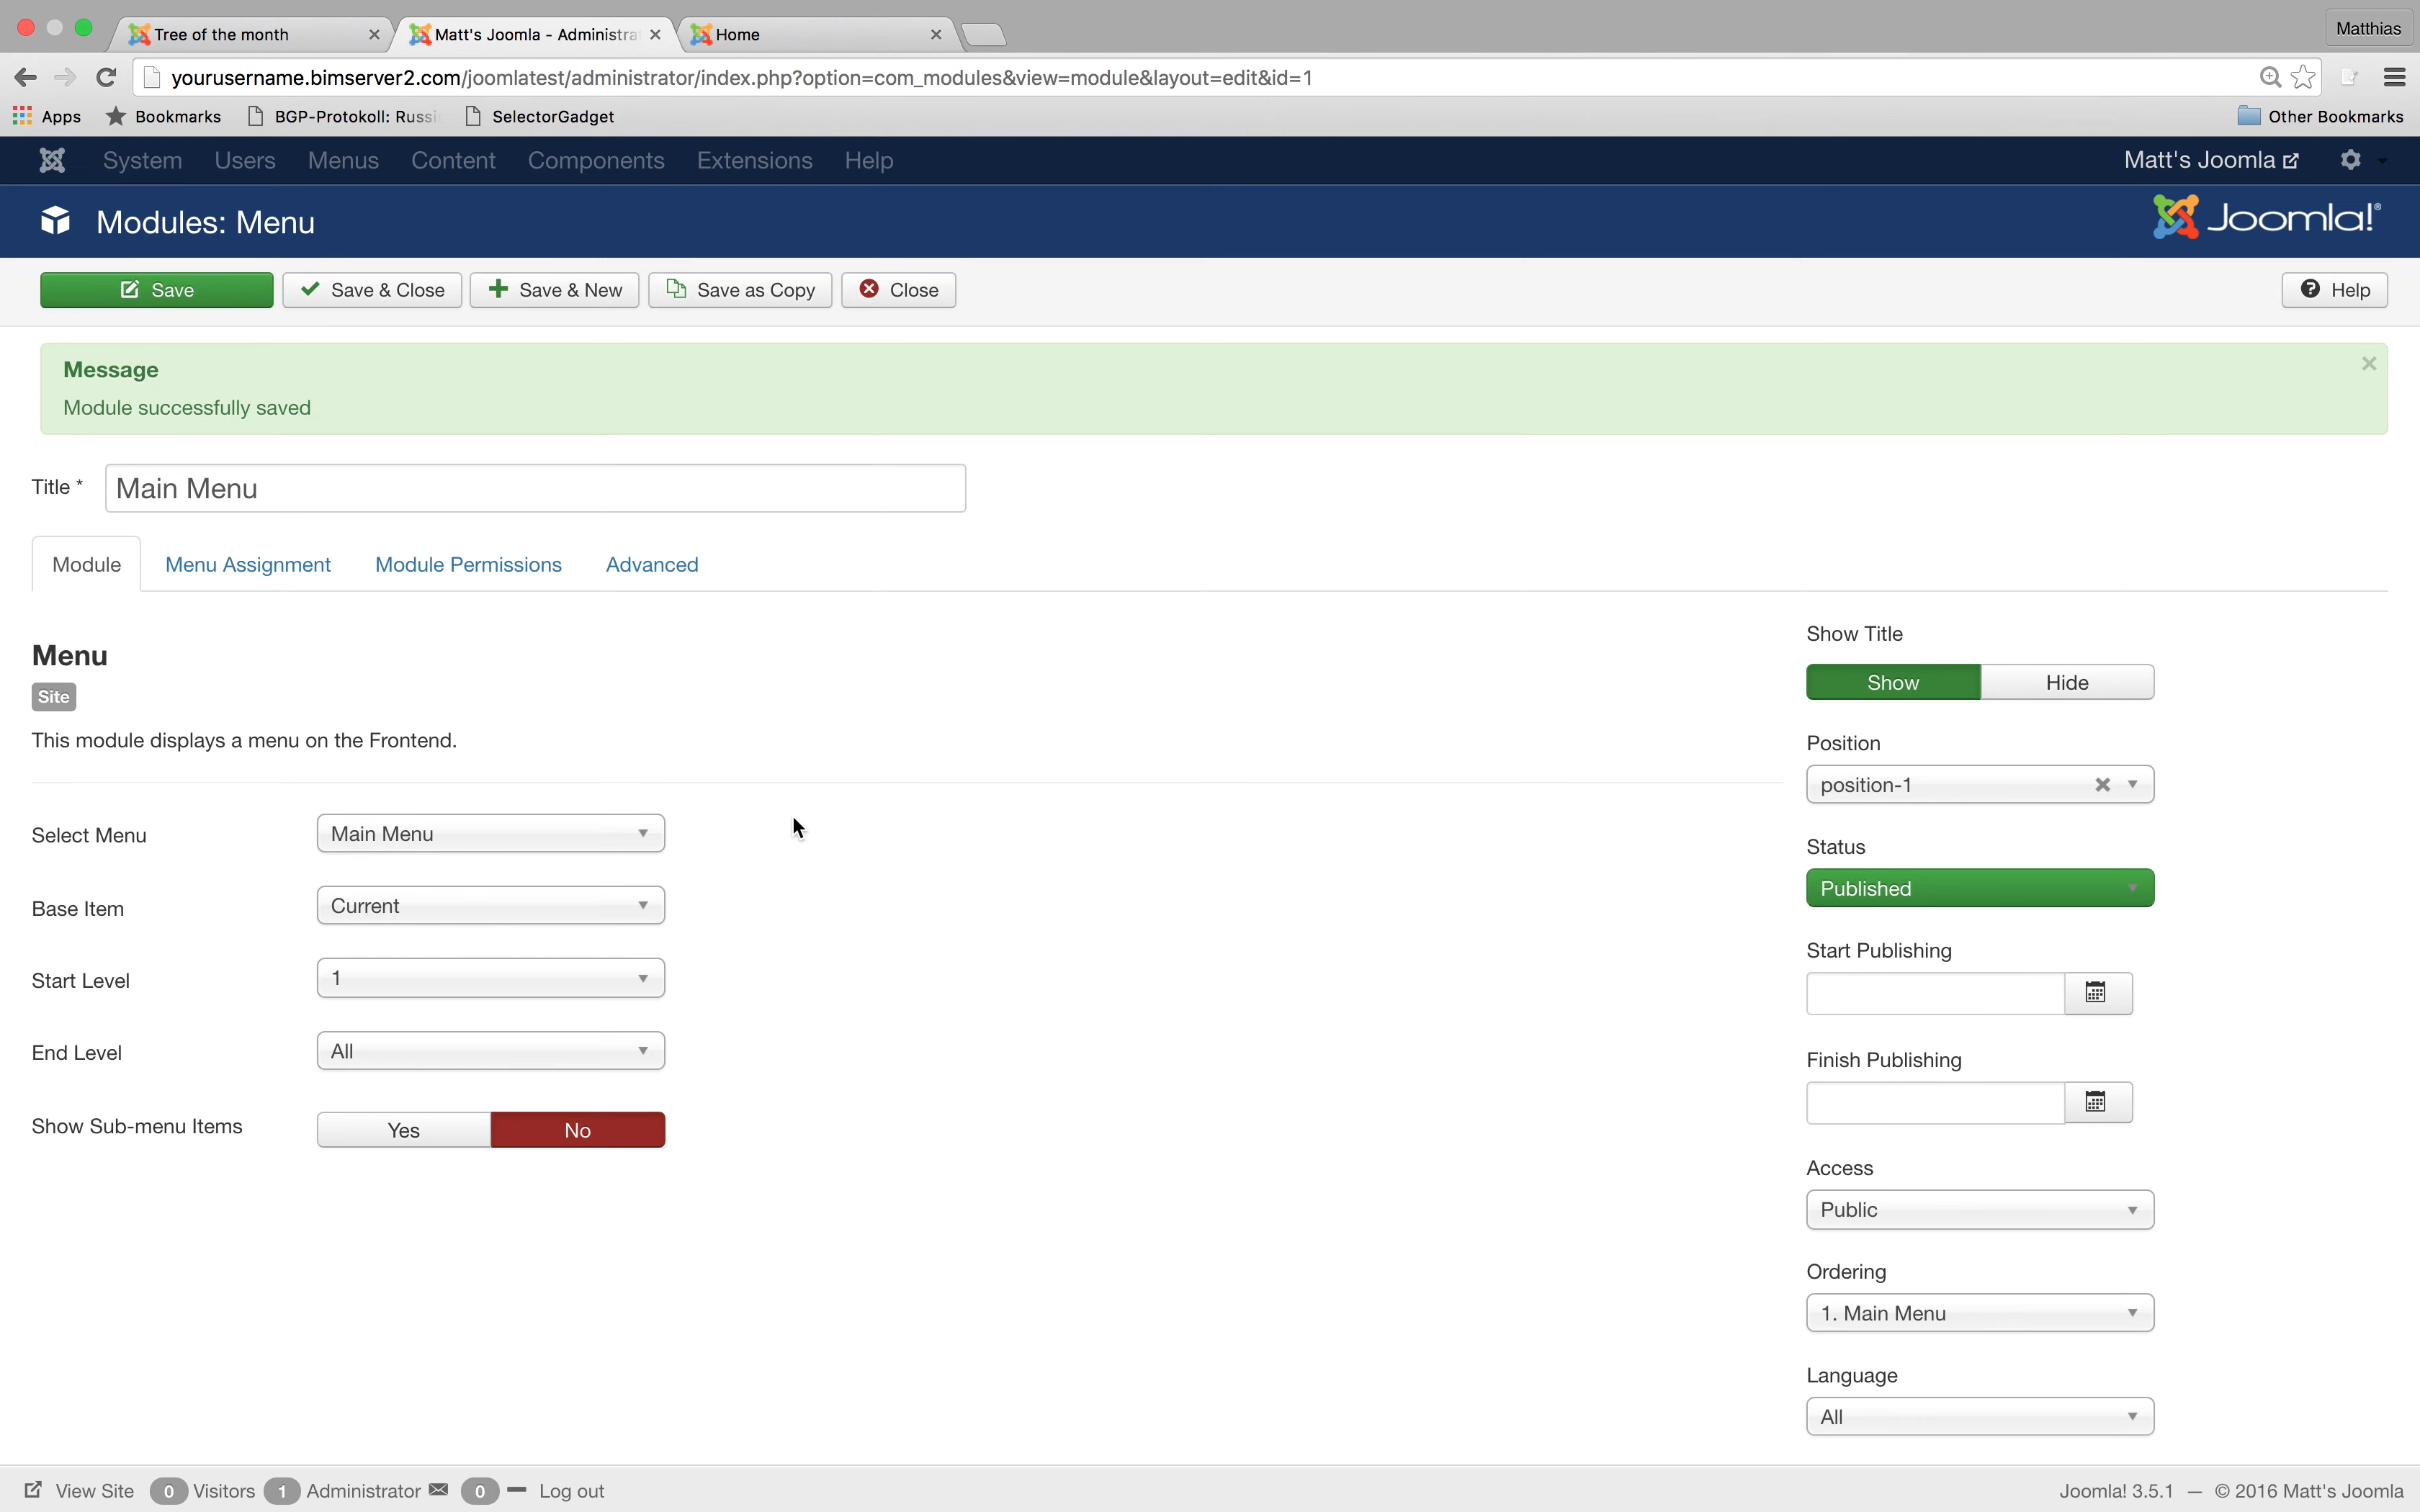 Tree of the month
Matt's Joomla - Administra
Home
Matthias
yourusername.bimserver2.com/joomlatest/administrator/index.php?option=com_modules&view=module&layout=edit&id=1
Apps Bookmarks BGP-Protokoll: Russi SelectorGadget Other Bookmarks
System Users Menus Content Components Extensions Help Matt's Joomla
Modules: Menu
Joomla!®
Save Save & Close Save & New Save as Copy Close Help
Message
Module successfully saved
Title * Main Menu
Module Menu Assignment Module Permissions Advanced
Menu
Site
This module displays a menu on the Frontend.
Select Menu Main Menu
Base Item Current
Start Level 1
End Level All
Show Sub-menu Items Yes No
Show Title
Show Hide
Position
position-1
Status
Published
Start Publishing
Finish Publishing
Access
Public
Ordering
1. Main Menu
Language
All
View Site 0 Visitors 1 Administrator 0 Log out
Joomla! 3.5.1 — © 2016 Matt's Joomla